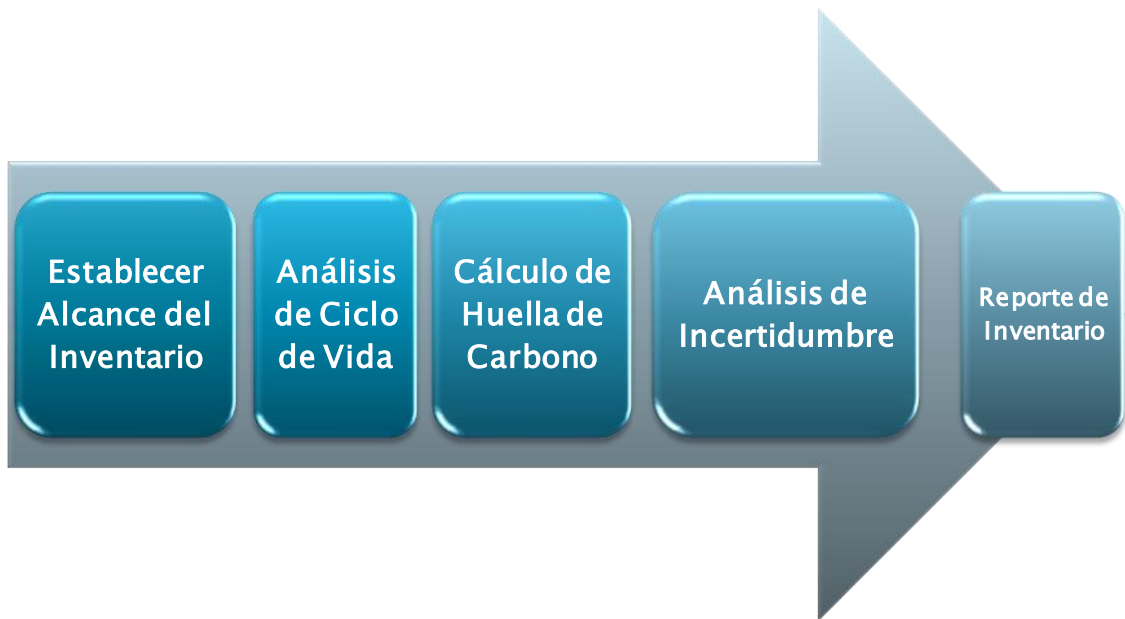 Establecer
Alcance del
Inventario
Análisis
de Ciclo
de Vida
Cálculo de
Huella de
Carbono
Análisis de
Incertidumbre
Reporte de
Inventario